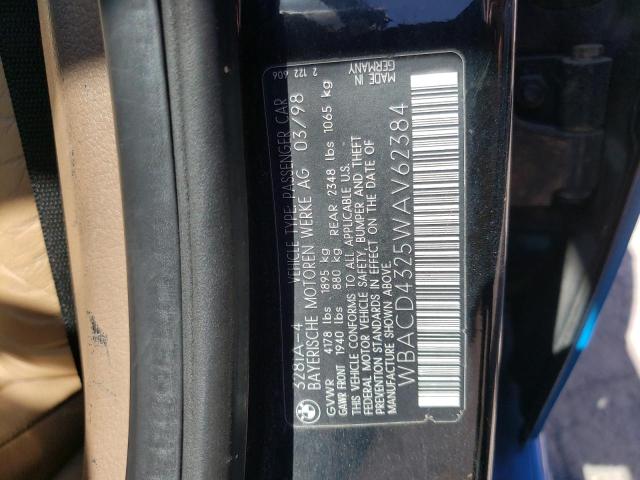 328iA-4 VEHICLE TYPE: PASSENGER CAR 2 122 606
BAYERISCHE MOTOREN WERKE AG 03/98
GVWR 4178 lbs 1895 kg
GAWR FRONT 1940 lbs 880 kg REAR 2348 lbs 1065 kg
THIS VEHICLE CONFORMS TO ALL APPLICABLE U.S.
FEDERAL MOTOR VEHICLE SAFETY, BUMPER AND THEFT
PREVENTION STANDARDS IN EFFECT ON THE DATE OF
MANUFACTURE SHOWN ABOVE.
MADE IN
GERMANY
WBACD4325WAV62384